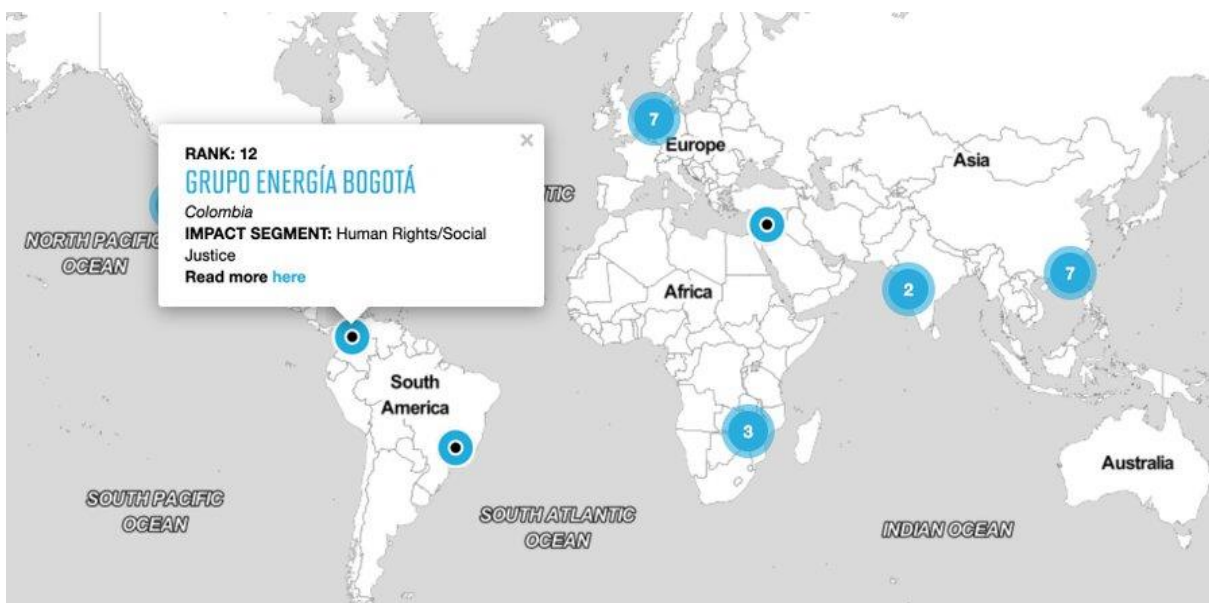 7
Europe
Asia
RANK: 12
×
GRUPO ENERGÍA BOGOTÁ
Colombia
IMPACT SEGMENT: Human Rights/Social
Justice
Read more here
TIC
NORTH PACIFIC
OCEAN
Africa
2
7
South
America
3
Australia
SOUTH PACIFIC
OCEAN
SOUTH ATLANTIC
OCEAN
INDIAN OCEAN